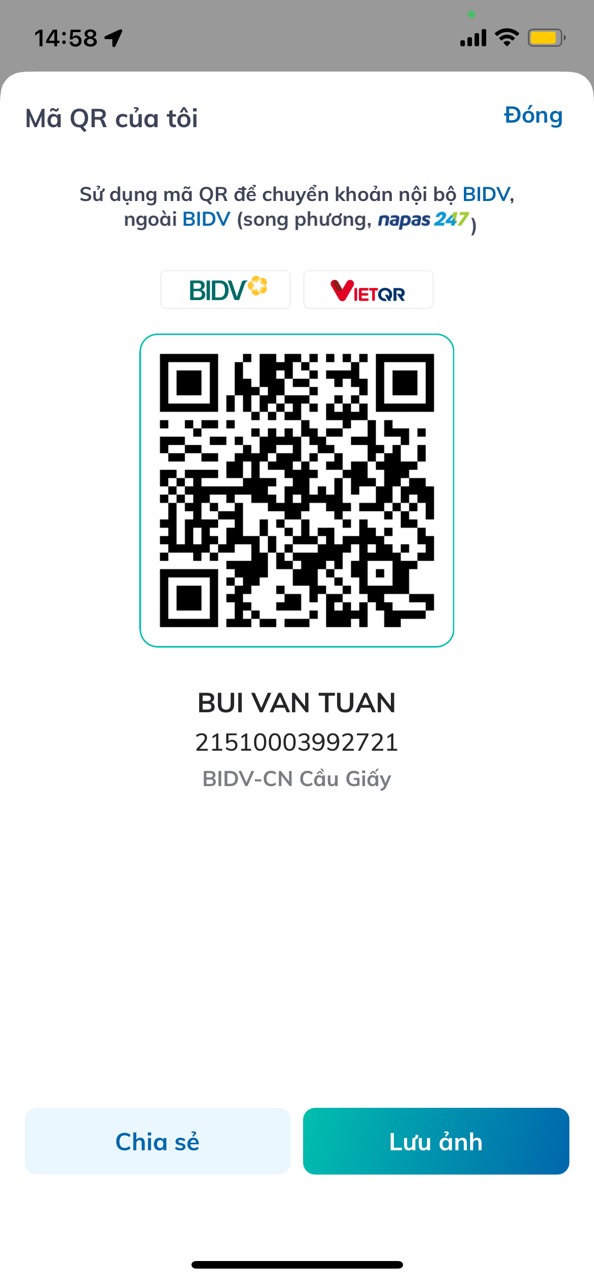 14:58
Mã QR của tôi
Đóng
Sử dụng mã QR để chuyển khoản nội bộ BIDV,
ngoài BIDV (song phương, napas 247)
BIDV
VIETQR
BUI VAN TUAN
21510003992721
BIDV-CN Cầu Giấy
Chia sẻ
Lưu ảnh